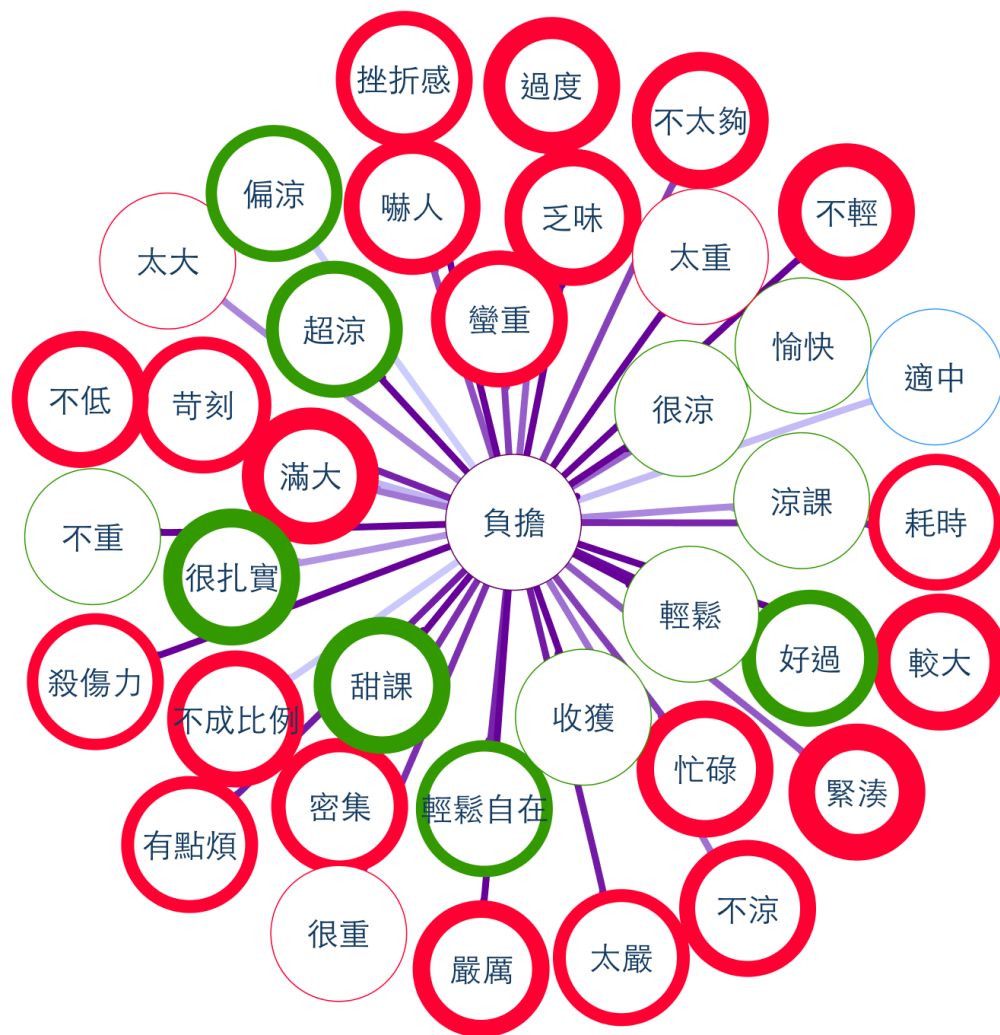 挫折感
過度
不太夠
偏涼
嚇人
乏味
不輕
太大
太重
超涼
蠻重
愉快
適中
不低
苛刻
很涼
滿大
涼課
不重
負擔
耗時
很扎實
輕鬆
殺傷力
甜課
好過
較大
不成比例
收獲
忙碌
緊湊
有點煩
密集
輕鬆自在
很重
不涼
嚴厲
太嚴